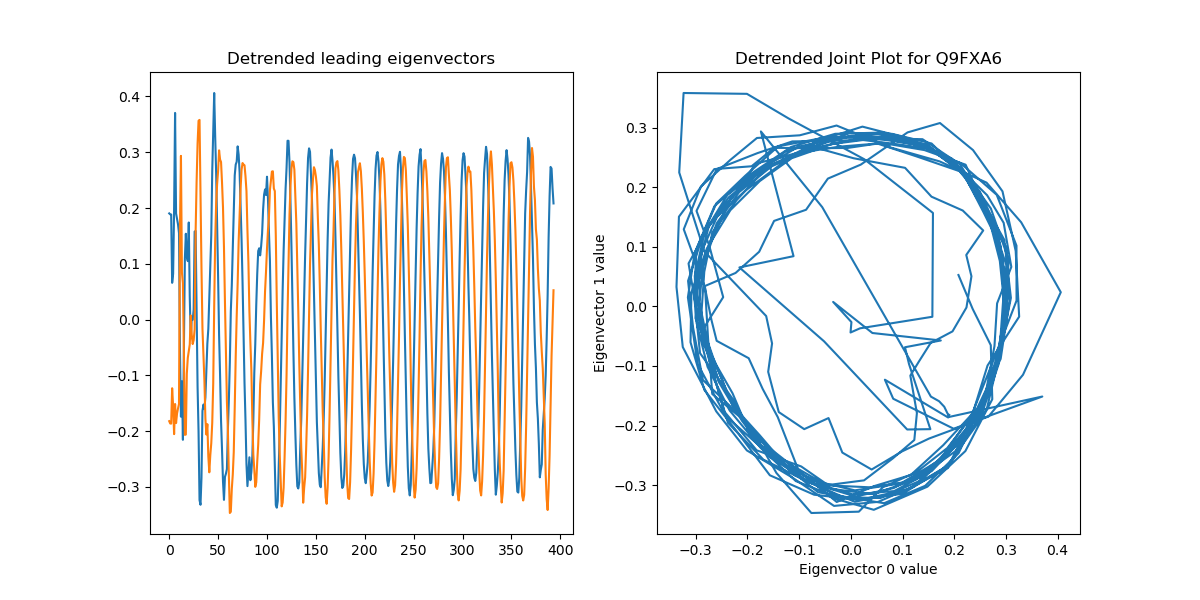 Detrended leading eigenvectors
0.4
0.3
0.2
0.1
0.0
−0.1
−0.2
−0.3
0 50 100 150 200 250 300 350 400
Detrended Joint Plot for Q9FXA6
Eigenvector 1 value
0.3
0.2
0.1
0.0
−0.1
−0.2
−0.3
−0.3 −0.2 −0.1 0.0 0.1 0.2 0.3 0.4
Eigenvector 0 value